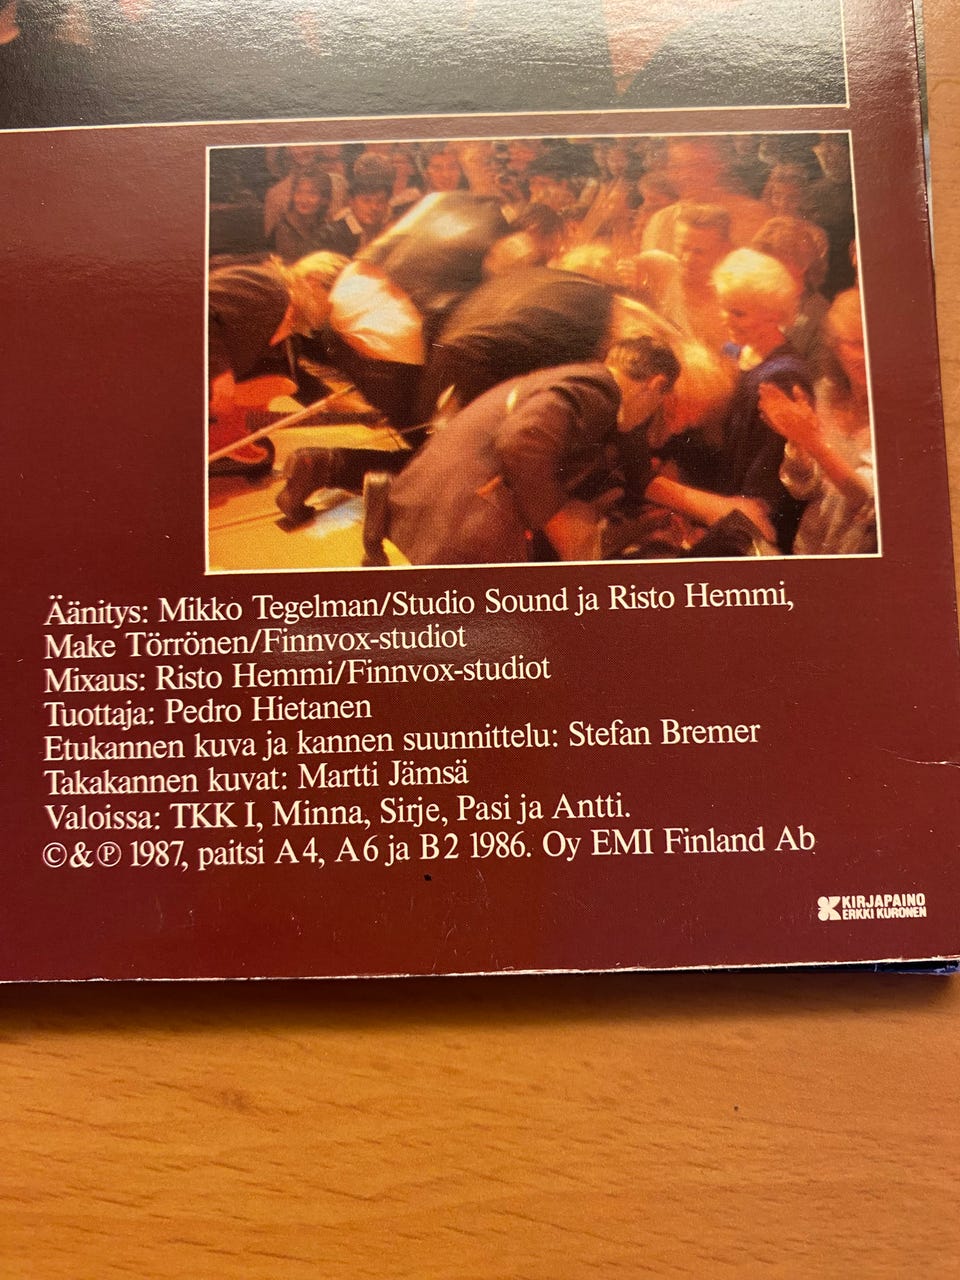 Äänitys: Mikko Tegelman/Studio Sound ja Risto Hemmi,
Make Törrönen/Finnvox-studiot
Mixaus: Risto Hemmi/Finnvox-studiot
Tuottaja: Pedro Hietanen
Etukannen kuva ja kannen suunnittelu: Stefan Bremer
Takakannen kuvat: Martti Jämsä
Valoissa: TKK I, Minna, Sirje, Pasi ja Antti.
©&℗ 1987, paitsi A4, A6 ja B2 1986. Oy EMI Finland Ab
KIRJAPAINO
ERKKI KURONEN